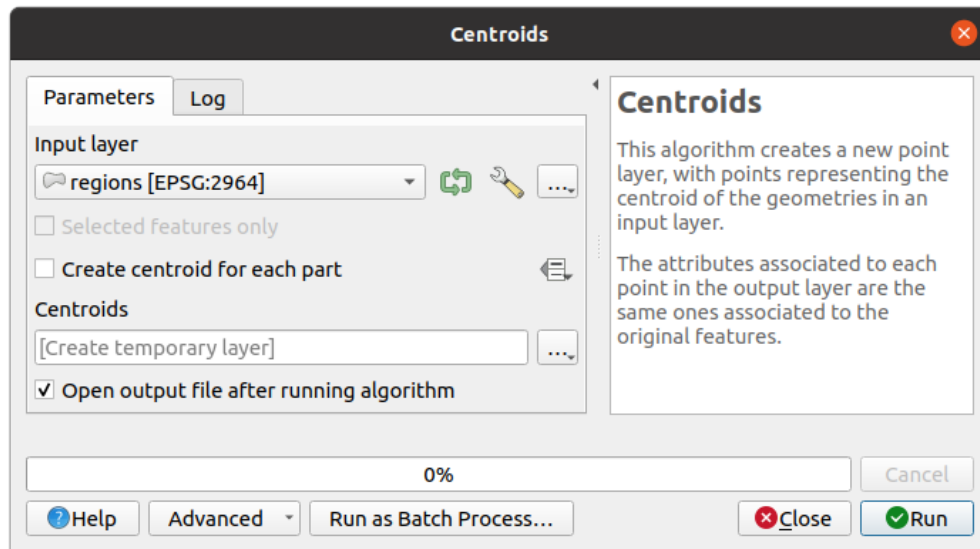 Centroids
Parameters
Log
Input layer
regions [EPSG:2964]
...
Selected features only
Create centroid for each part
Centroids
[Create temporary layer]
...
Open output file after running algorithm
Centroids
This algorithm creates a new point
layer, with points representing the
centroid of the geometries in an
input layer.
The attributes associated to each
point in the output layer are the
same ones associated to the
original features.
0%
Cancel
Help
Advanced
Run as Batch Process...
Close
Run